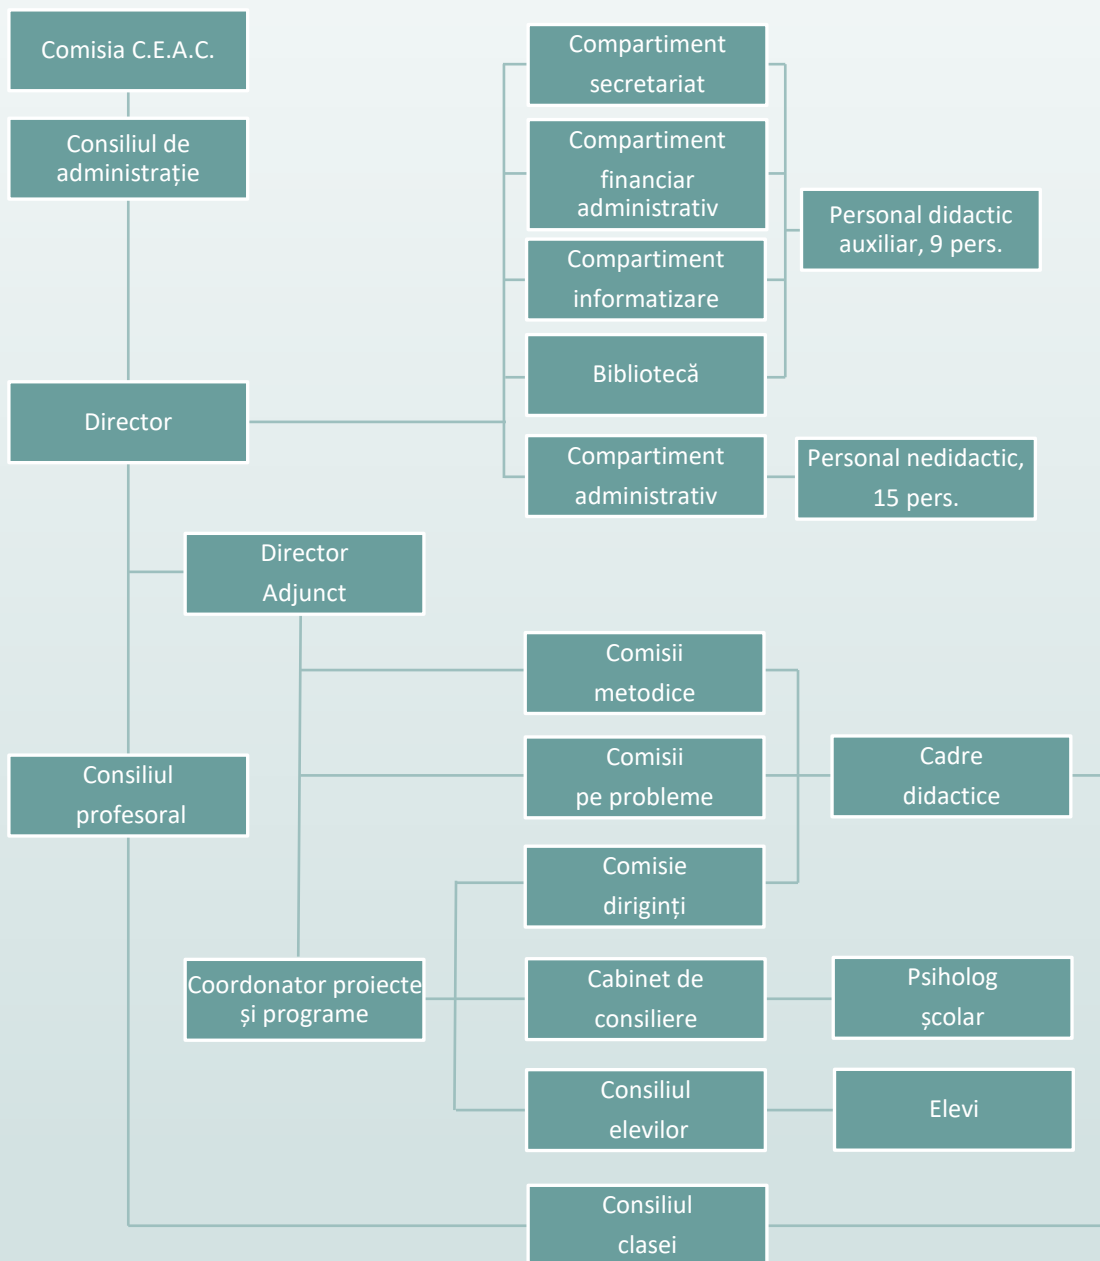 Comisia C.E.A.C.
Consiliul de
administrație
Director
Compartiment
secretariat
Compartiment
financiar
administrativ
Compartiment
informatizare
Bibliotecă
Compartiment
administrativ
Personal didactic
auxiliar, 9 pers.
Personal nedidactic,
15 pers.
Director
Adjunct
Consiliul
profesoral
Comisii
metodice
Comisii
pe probleme
Comisie
diriginți
Cadre
didactice
Coordonator proiecte
și programe
Cabinet de
consiliere
Psiholog
școlar
Consiliul
elevilor
Elevi
Consiliul
clasei